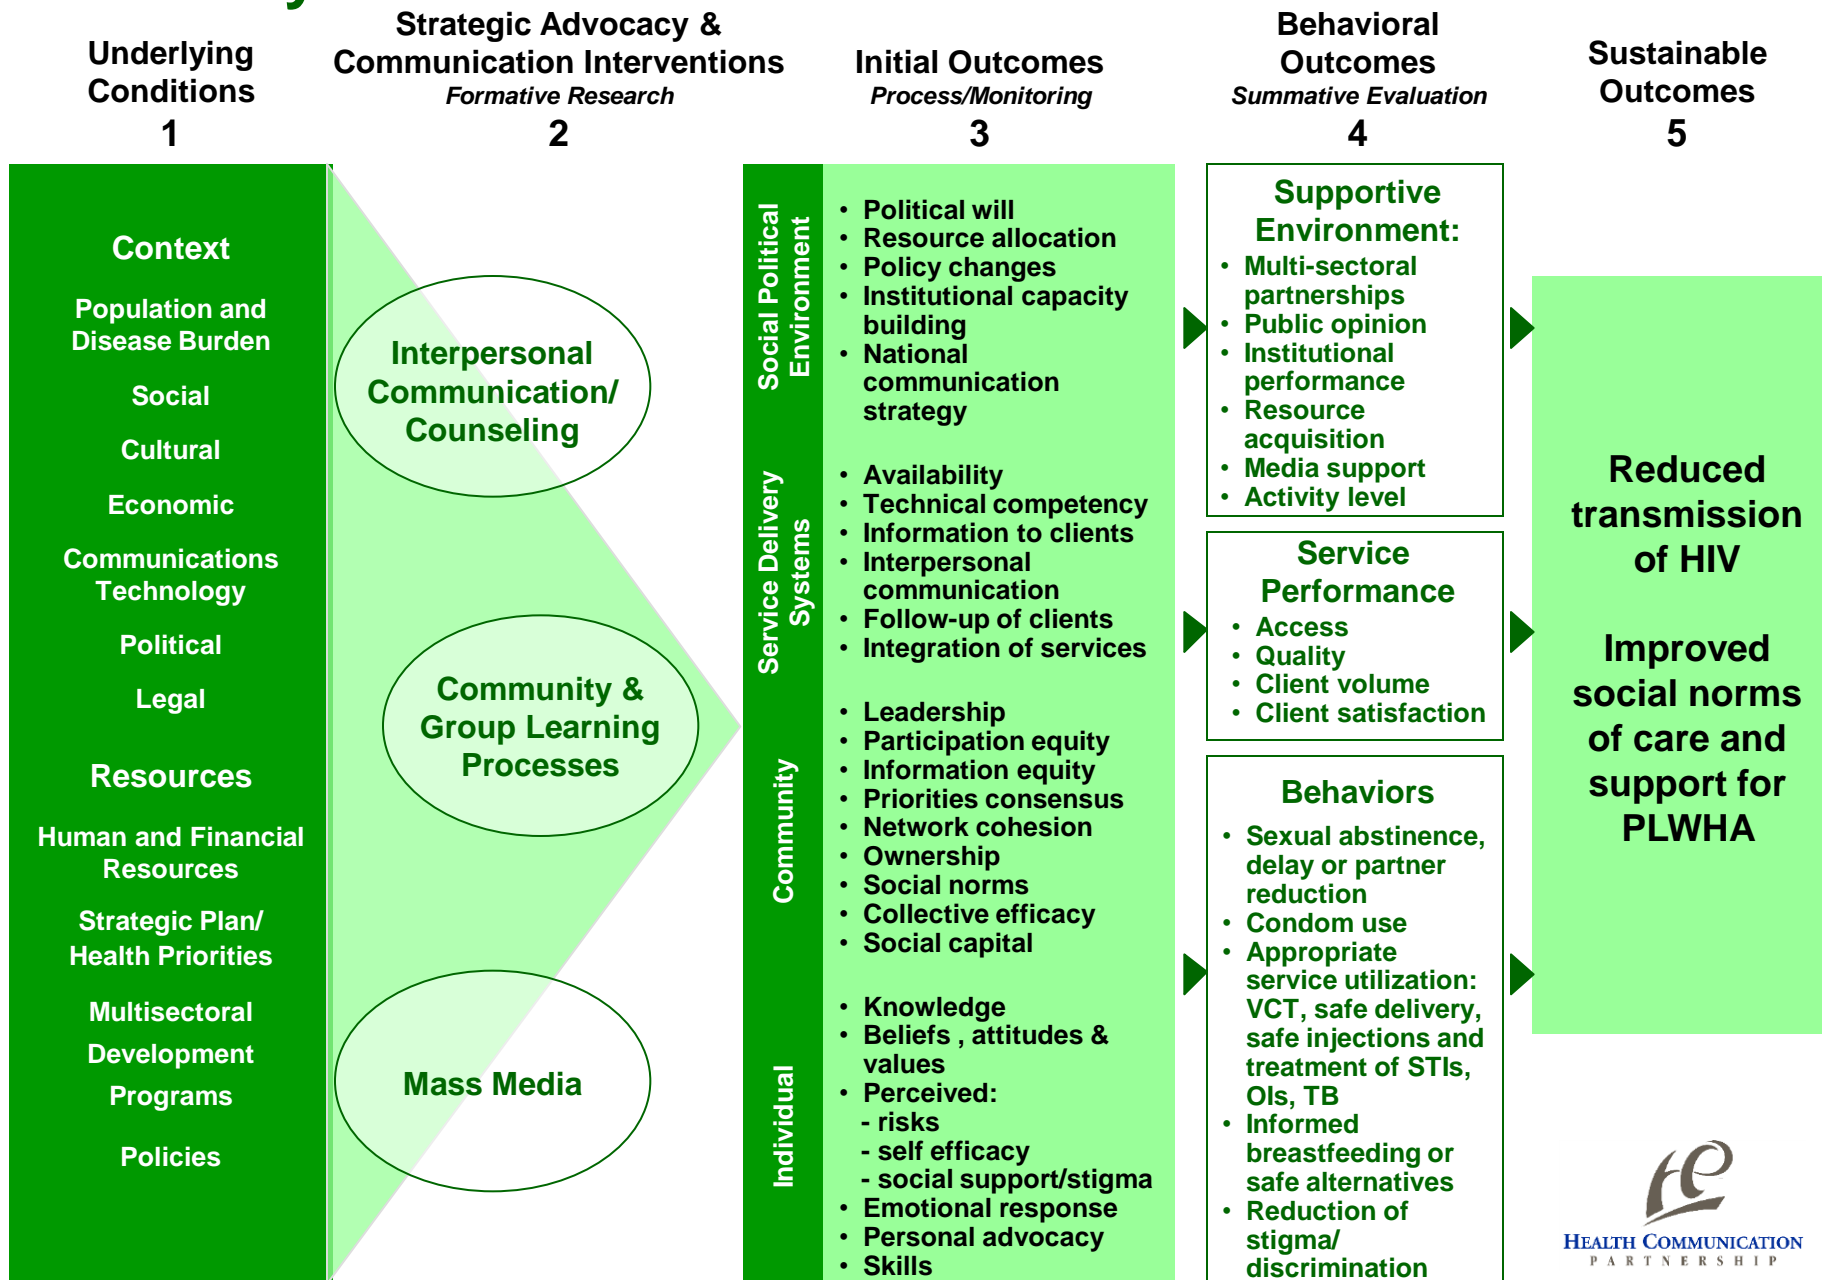 Underlying
Conditions
1
Strategic Advocacy &
Communication Interventions
Formative Research
2
Initial Outcomes
Process/Monitoring
3
Behavioral
Outcomes
Summative Evaluation
4
Sustainable
Outcomes
5
Context
Population and
Disease Burden
Social
Cultural
Economic
Communications
Technology
Political
Legal
Resources
Human and Financial
Resources
Strategic Plan/
Health Priorities
Multisectoral
Development
Programs
Policies
Interpersonal
Communication/
Counseling
Community &
Group Learning
Processes
Mass Media
Social Political
Environment
• Political will
• Resource allocation
• Policy changes
• Institutional capacity
building
• National
communication
strategy
Service Delivery
Systems
• Availability
• Technical competency
• Information to clients
• Interpersonal
communication
• Follow-up of clients
• Integration of services
Community
• Leadership
• Participation equity
• Information equity
• Priorities consensus
• Network cohesion
• Ownership
• Social norms
• Collective efficacy
• Social capital
Individual
• Knowledge
• Beliefs , attitudes &
values
• Perceived:
- risks
- self efficacy
- social support/stigma
• Emotional response
• Personal advocacy
• Skills
Supportive
Environment:
• Multi-sectoral
partnerships
• Public opinion
• Institutional
performance
• Resource
acquisition
• Media support
• Activity level
Service
Performance
• Access
• Quality
• Client volume
• Client satisfaction
Behaviors
• Sexual abstinence,
delay or partner
reduction
• Condom use
• Appropriate
service utilization:
VCT, safe delivery,
safe injections and
treatment of STIs,
OIs, TB
• Informed
breastfeeding or
safe alternatives
• Reduction of
stigma/
discrimination
Reduced
transmission
of HIV
Improved
social norms
of care and
support for
PLWHA
HEALTH COMMUNICATION
PARTNERSHIP